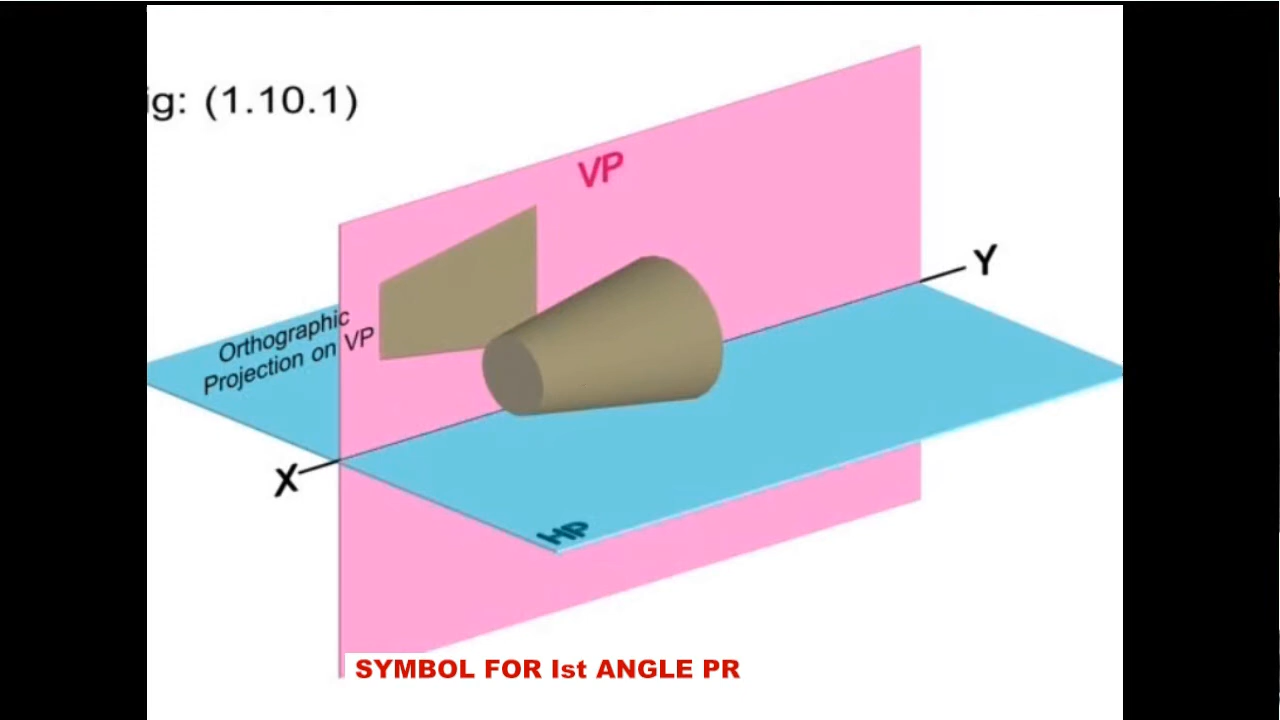 ig: (1.10.1)
VP
Y
Orthographic
Projection on VP
X
HP
SYMBOL FOR Ist ANGLE PR